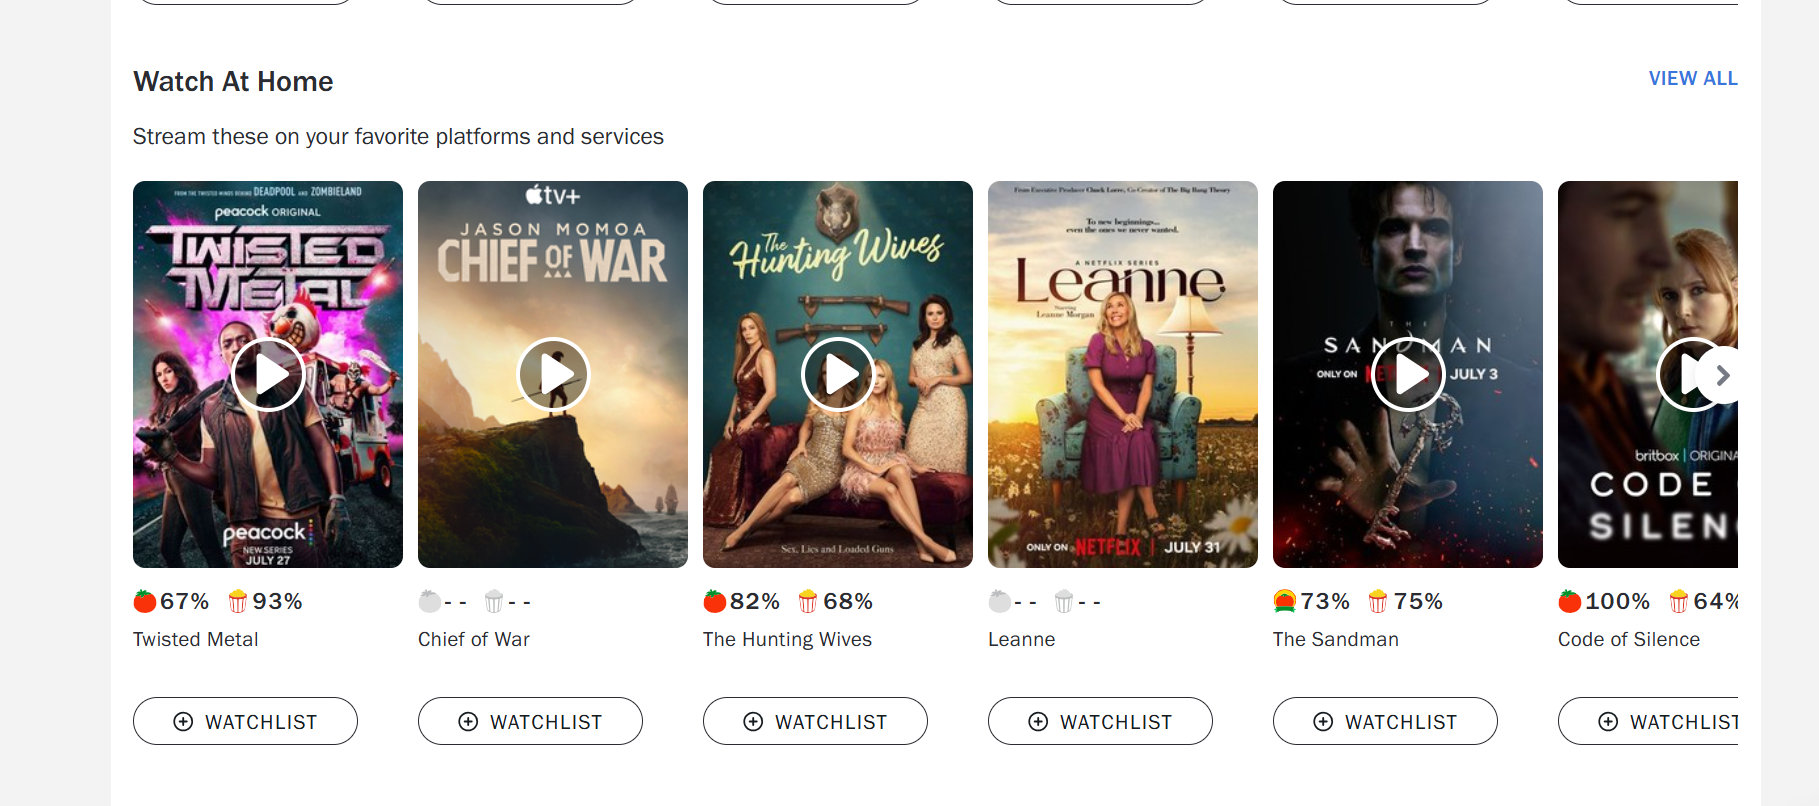 Watch At Home
VIEW ALL
Stream these on your favorite platforms and services
FROM THE TWISTED MINDS BEHIND DEADPOOL AND ZOMBIELAND
peacock ORIGINAL
TWISTED
METAL
peacock
NEW SERIES
JULY 27
tv+
JASON MOMOA
CHIEF OF WAR
The
Hunting Wives
Sex, Lies and Loaded Guns
From Executive Producer Chuck Lorre, Co-Creator of The Big Bang Theory
To new beginnings...
even the ones we never wanted.
A NETFLIX SERIES
Leanne
Starring
Leanne Morgan
ONLY ON NETFLIX | JULY 31
THE
SANDMAN
ONLY ON JULY 3
britbox | ORIGINA
CODE
SILEN
67% 93%
- - - -
82% 68%
- - - -
73% 75%
100% 64%
Twisted Metal
Chief of War
The Hunting Wives
Leanne
The Sandman
Code of Silence
WATCHLIST
WATCHLIST
WATCHLIST
WATCHLIST
WATCHLIST
WATCHLIST